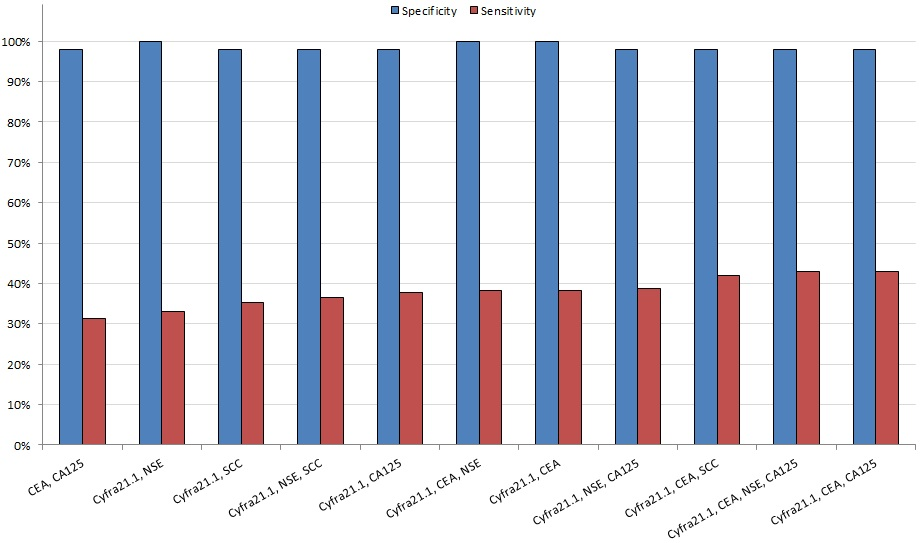 Specificity Sensitivity
100%
90%
80%
70%
60%
50%
40%
30%
20%
10%
0%
CEA, CA125
Cyfra21.1, NSE
Cyfra21.1, SCC
Cyfra21.1, NSE, SCC
Cyfra21.1, CA125
Cyfra21.1, CEA, NSE
Cyfra21.1, CEA
Cyfra21.1, NSE, CA125
Cyfra21.1, CEA, SCC
Cyfra21.1, CEA, NSE, CA125
Cyfra21.1, CEA, CA125